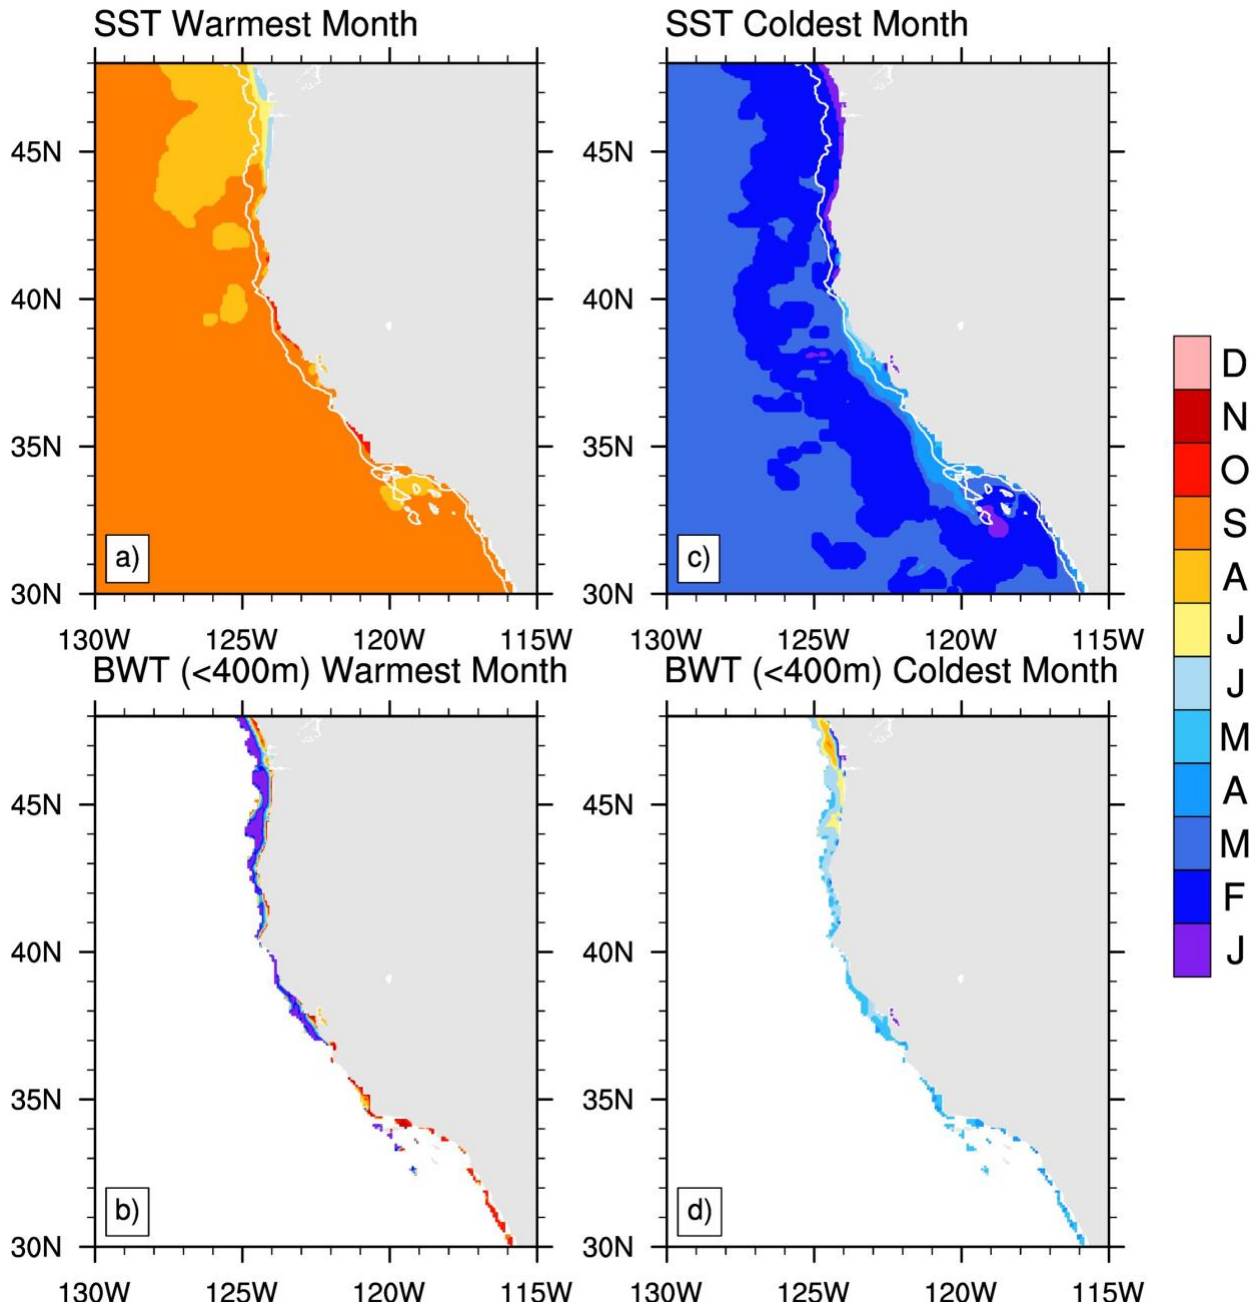 SST Warmest Month
SST Coldest Month
45N
40N
35N
30N
a)
130W 125W 120W 115W
45N
40N
35N
30N
c)
130W 125W 120W 115W
BWT (<400m) Warmest Month
BWT (<400m) Coldest Month
45N
40N
35N
30N
b)
130W 125W 120W 115W
45N
40N
35N
30N
d)
130W 125W 120W 115W
D
N
O
S
A
J
J
M
A
M
F
J